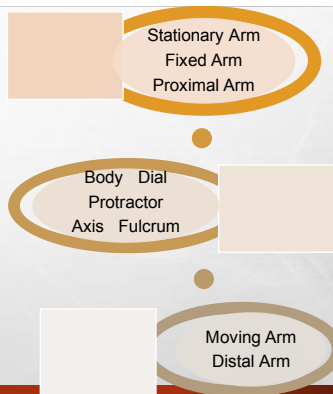 Stationary Arm
Fixed Arm
Proximal Arm
Body Dial
Protractor
Axis Fulcrum
Moving Arm
Distal Arm